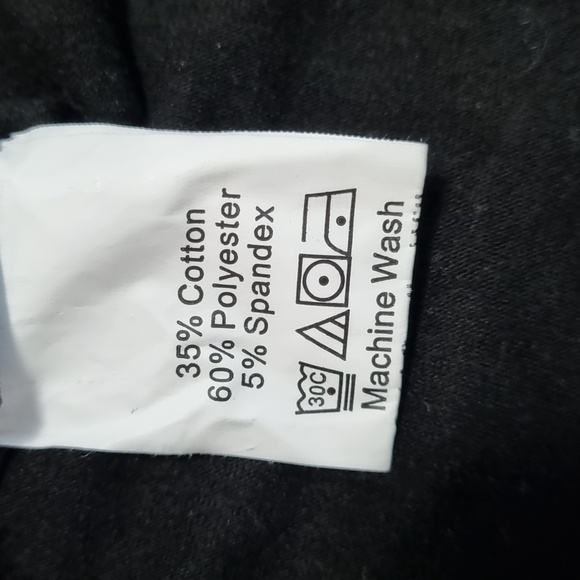 35% Cotton
60% Polyester
5% Spandex
30C
Machine Wash